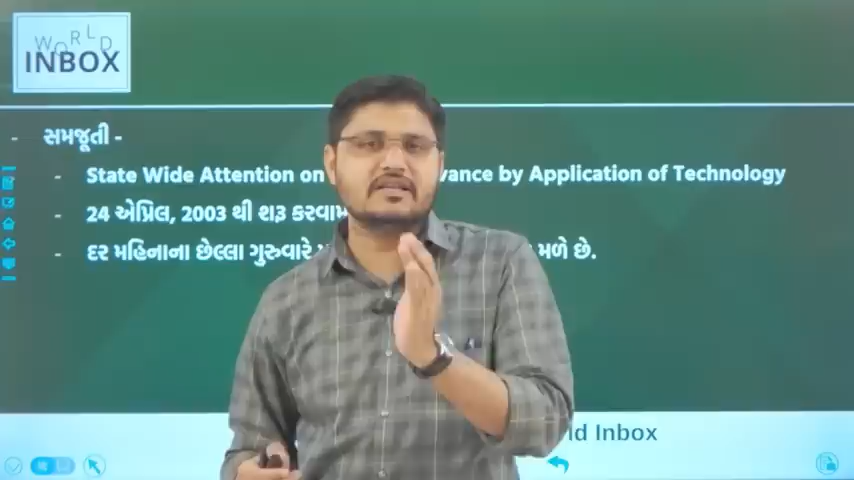 WORLD
INBOX
- સમજૂતી -
- State Wide Attention on vance by Application of Technology
- 24 એપ્રિલ, 2003 થી શરૂ કરવામ
- દર મહિનાના છેલ્લા ગુરુવારે મળે છે.
ld Inbox